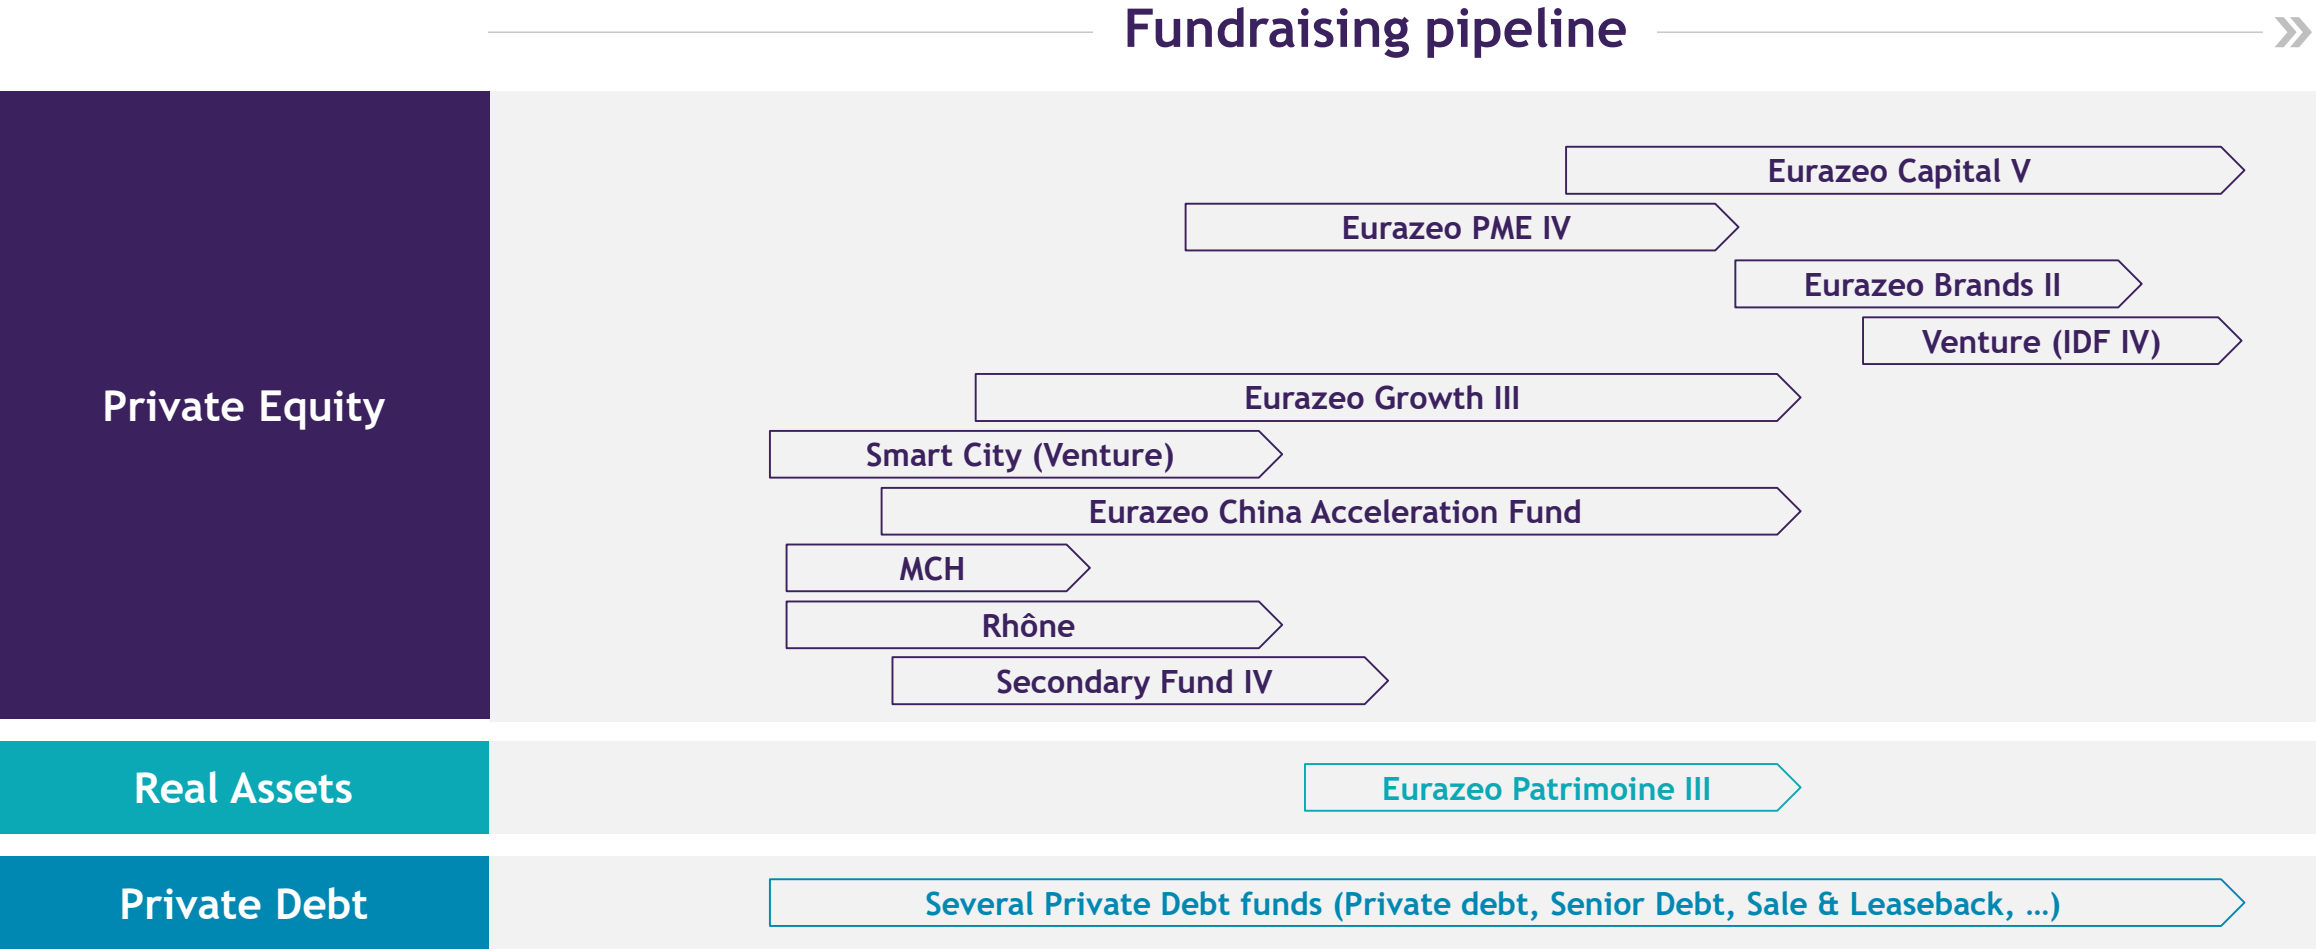 Fundraising pipeline
Private Equity
Eurazeo Capital V
Eurazeo PME IV
Eurazeo Brands II
Venture (IDF IV)
Eurazeo Growth III
Smart City (Venture)
Eurazeo China Acceleration Fund
MCH
Rhône
Secondary Fund IV
Real Assets
Eurazeo Patrimoine III
Private Debt
Several Private Debt funds (Private debt, Senior Debt, Sale & Leaseback, …)